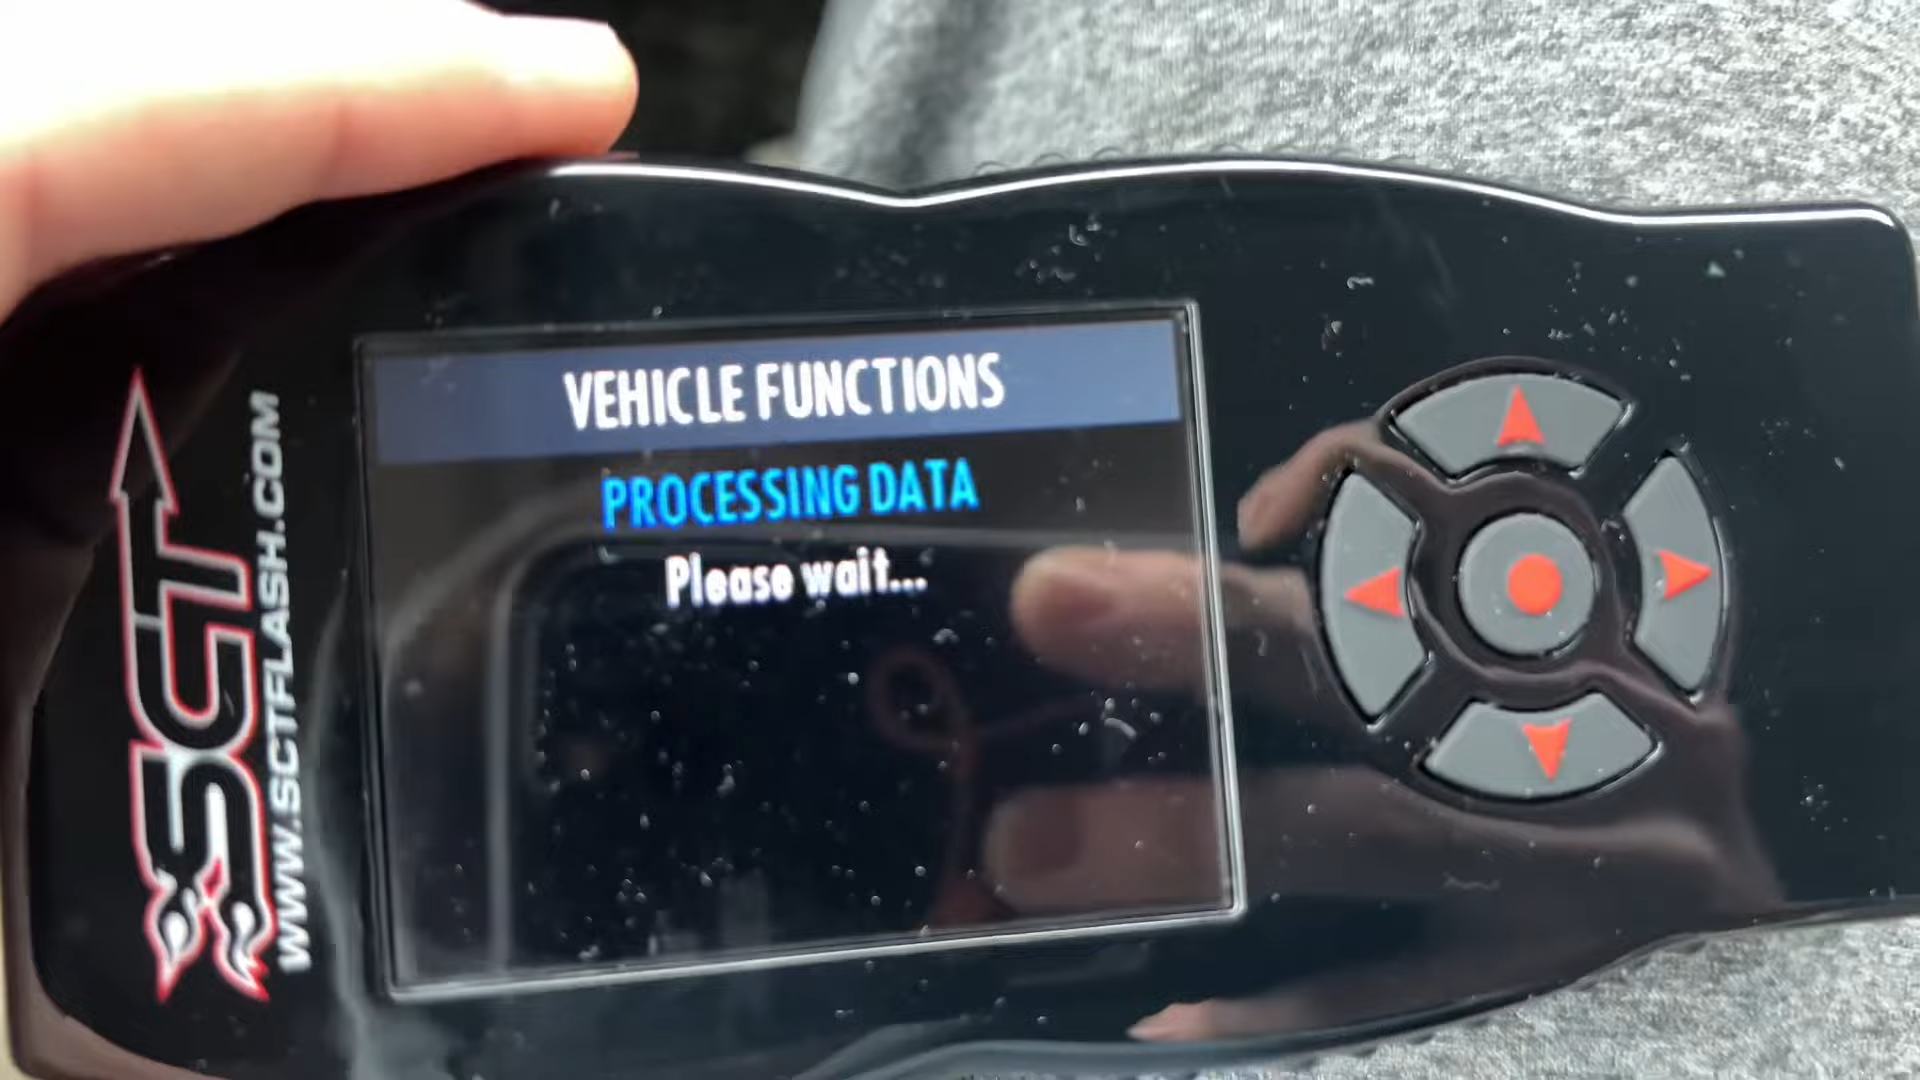 VEHICLE FUNCTIONS
PROCESSING DATA
Please wait...
SCT
WWW.SCTFLASH.COM